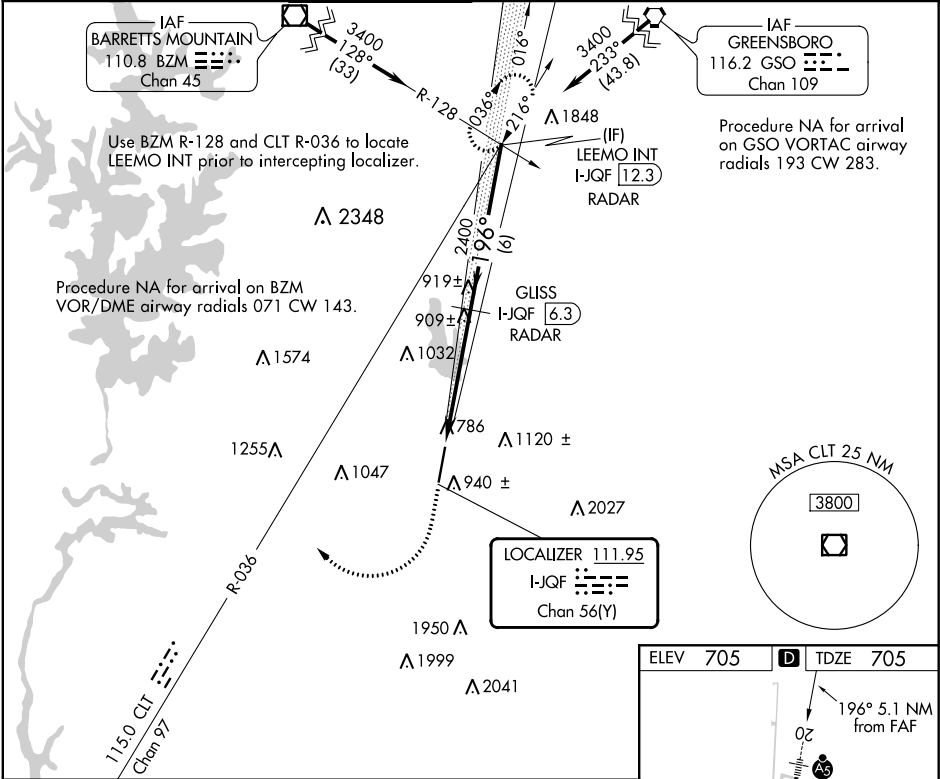 IAF
BARRETTS MOUNTAIN
110.8 BZM
Chan 45
3400
128°
(33)
R-128
016°
036°
216°
3400
233°
(43.8)
IAF
GREENSBORO
116.2 GSO
Chan 109
Use BZM R-128 and CLT R-036 to locate
LEEMO INT prior to intercepting localizer.
1848
(IF)
LEEMO INT
I-JQF 12.3
RADAR
Procedure NA for arrival
on GSO VORTAC airway
radials 193 CW 283.
2348
2400
196°
(6)
Procedure NA for arrival on BZM
VOR/DME airway radials 071 CW 143.
919±
909±
GLISS
I-JQF 6.3
RADAR
1574
1032
786
1255
1120 ±
1047
940 ±
2027
MSA CLT 25 NM
3800
LOCALIZER 111.95
I-JQF
Chan 56(Y)
R-036
1950
1999
2041
115.0 CLT
Chan 97
ELEV 705 D TDZE 705
196° 5.1 NM
from FAF
20
A5